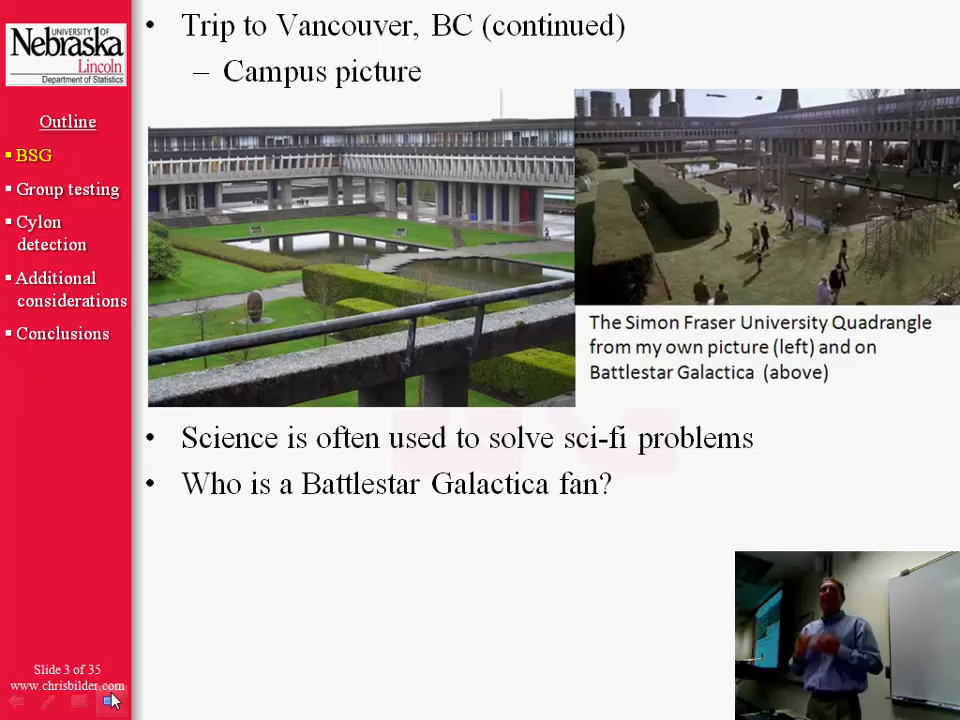 UNIVERSITY OF
Nebraska
Lincoln
Department of Statistics
Outline
▪ BSG
▪ Group testing
▪ Cylon
detection
▪ Additional
considerations
▪ Conclusions
Slide 3 of 35
www.chrisbilder.com
• Trip to Vancouver, BC (continued)
– Campus picture
The Simon Fraser University Quadrangle
from my own picture (left) and on
Battlestar Galactica (above)
• Science is often used to solve sci-fi problems
• Who is a Battlestar Galactica fan?